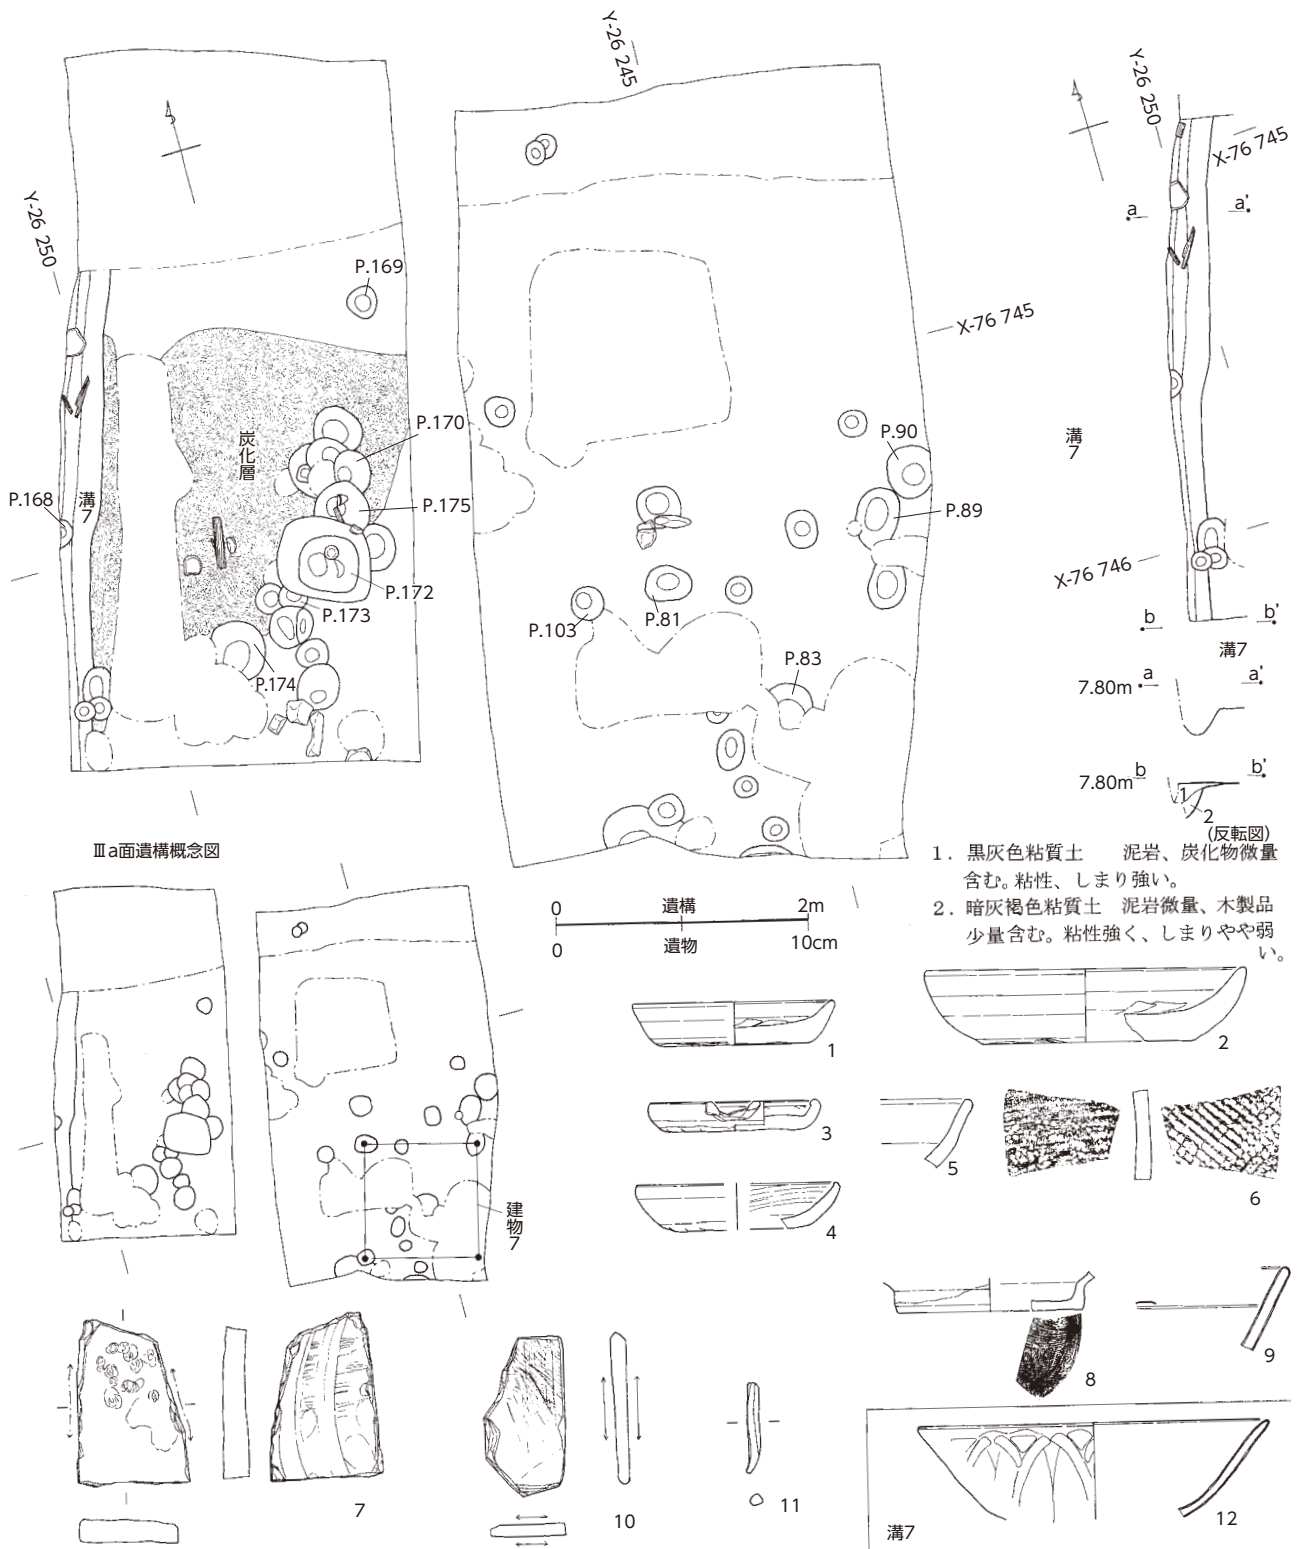 Y-26 245
Y-26 250
X-76 745
a
a'
Y-26 250
P.169
X-76 745
炭化層
P.170
P.90
溝7
P.168
溝7
P.175
P.89
X-76 746
P.172
P.173
P.103
P.81
b
b'
溝7
P.83
P.174
7.80m
a
a'
7.80m
b
b'
1
2
(反転図)
Ⅲa面遺構概念図
1．黒灰色粘質土　泥岩、炭化物微量
含む。粘性、しまり強い。
2．暗灰褐色粘質土　泥岩微量、木製品
少量含む。粘性強く、しまりやや弱
い。
0
遺構
2m
0
遺物
10cm
1
2
3
4
5
6
建物7
7
8
9
10
11
12
溝7